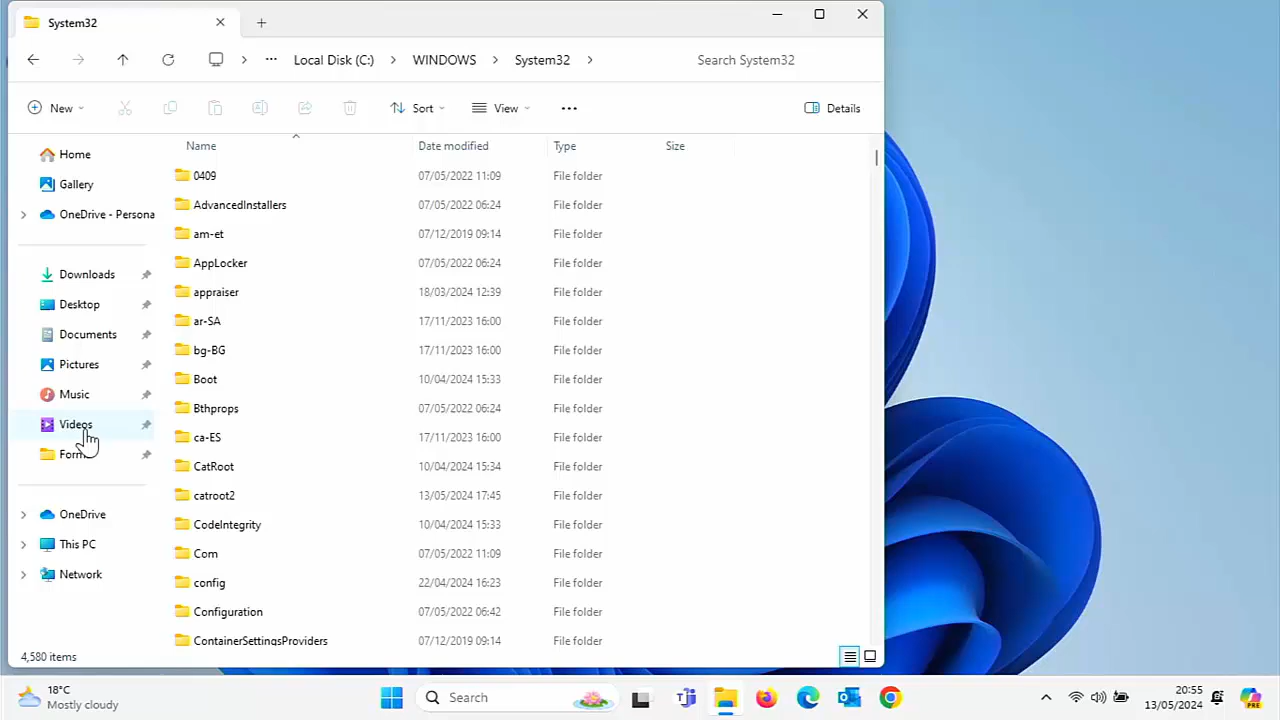 System32
Local Disk (C:) WINDOWS System32 Search System32
New Sort View Details
Name Date modified Type Size
Home
Gallery
OneDrive - Persona
Downloads
Desktop
Documents
Pictures
Music
Videos
OneDrive
This PC
Network
0409 07/05/2022 11:09 File folder
AdvancedInstallers 07/05/2022 06:24 File folder
am-et 07/12/2019 09:14 File folder
AppLocker 07/05/2022 06:24 File folder
appraiser 18/03/2024 12:39 File folder
ar-SA 17/11/2023 16:00 File folder
bg-BG 17/11/2023 16:00 File folder
Boot 10/04/2024 15:33 File folder
Bthprops 07/05/2022 06:24 File folder
ca-ES 17/11/2023 16:00 File folder
CatRoot 10/04/2024 15:34 File folder
catroot2 13/05/2024 17:45 File folder
CodeIntegrity 10/04/2024 15:33 File folder
Com 07/05/2022 11:09 File folder
config 22/04/2024 16:23 File folder
Configuration 07/05/2022 06:42 File folder
ContainerSettingsProviders 07/12/2019 09:14 File folder
4,580 items
18°C
Mostly cloudy
Search
20:55
13/05/2024
PRE